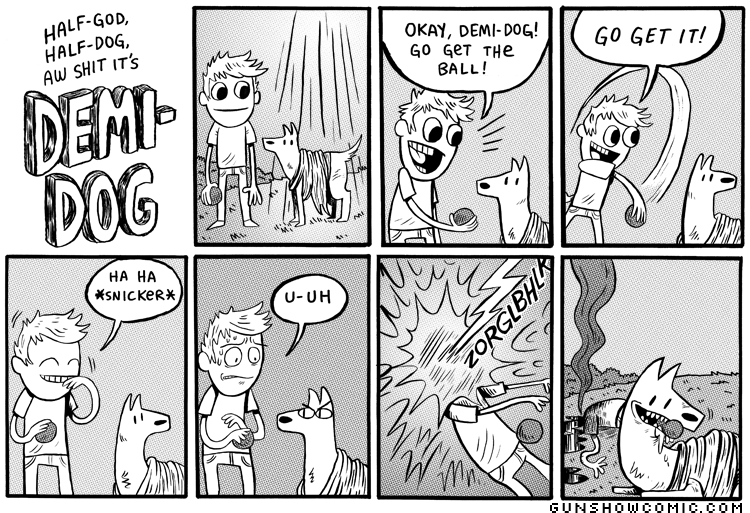 HALF-GOD,
HALF-DOG,
AW SHIT IT'S
DEMI-
DOG
OKAY, DEMI-DOG!
GO GET THE
BALL!
GO GET IT!
HA HA
*SNICKER*
U-UH
ZORGLBHLK
GUNSHOWCOMIC.COM